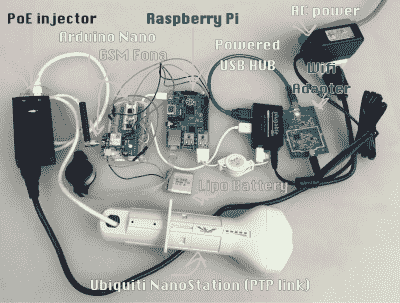 PoE injector
Raspberry Pi
AC power
Arduino Nano
GSM Fona
Powered
USB HUB
WiFi
Adapter
Lipo Battery
Ubiquiti NanoStation (PTP link)